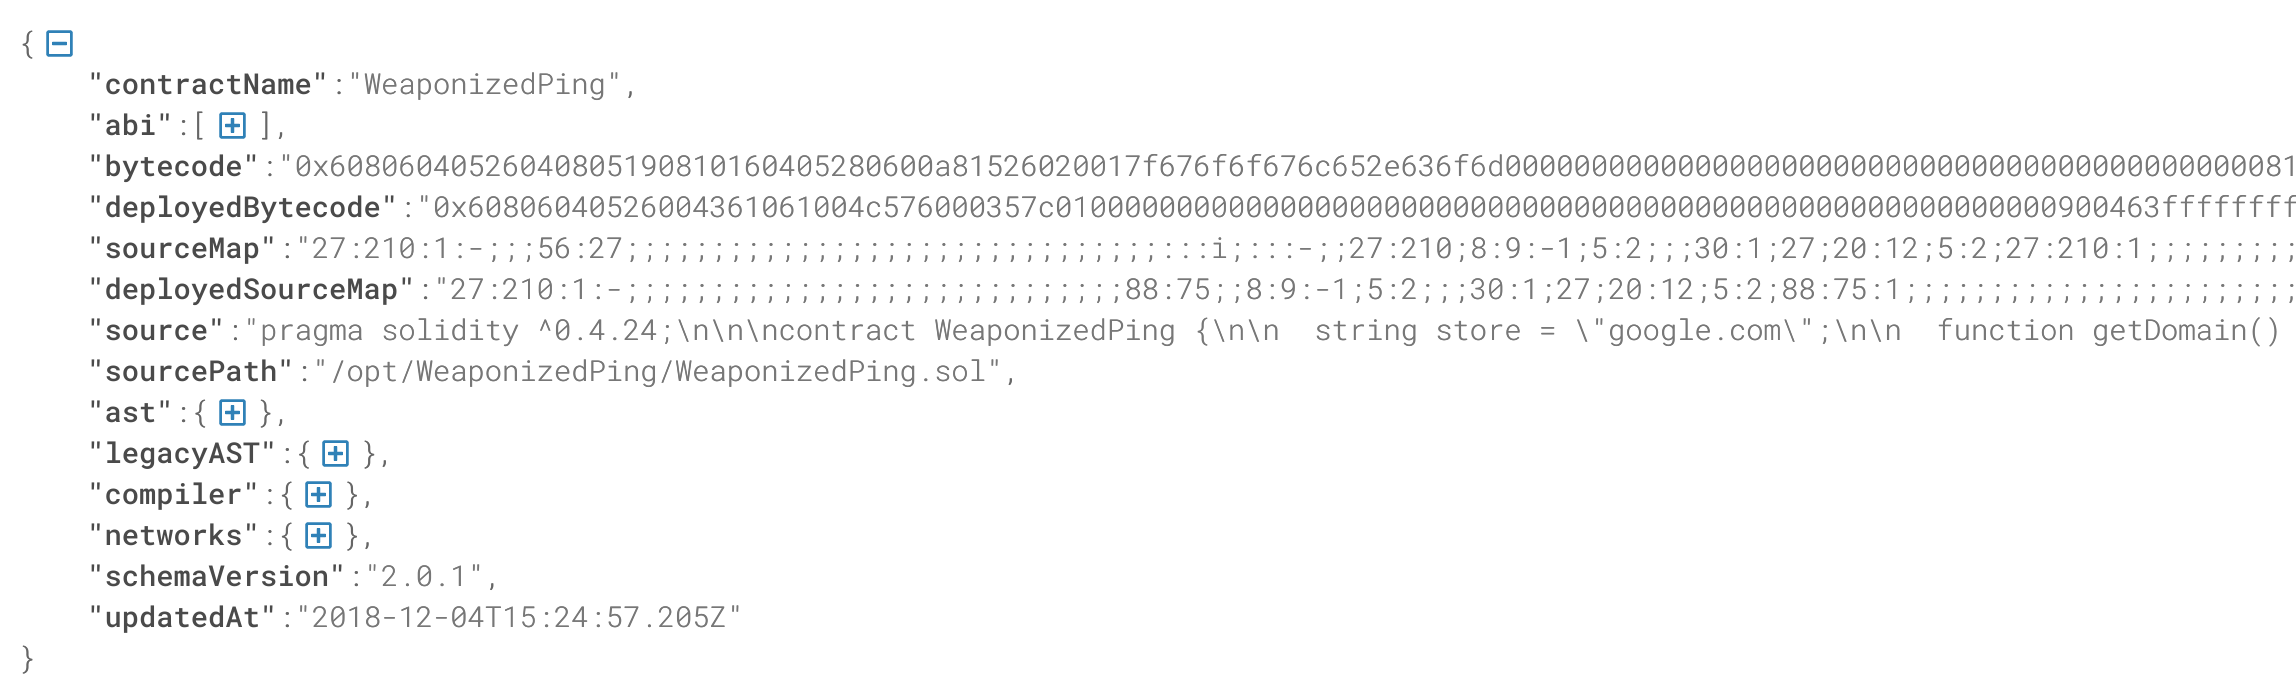 {
"contractName":"WeaponizedPing",
"abi":[ ],
"bytecode":"0x60806040526040805190810160405280600a81526020017f676f6f676c652e636f6d0000000000000000000000000000000000000000000081
"deployedBytecode":"0x60806040526004361061004c576000357c0100000000000000000000000000000000000000000000000000000000900463ffffffff
"sourceMap":"27:210:1:-;;;56:27;;;;;;;;;;;;;;;;;;;;;;;;;;;;;;;:::i;:::-;;27:210;8:9:-1;5:2;;;30:1;27;20:12;5:2;27:210:1;;;;;;;;;
"deployedSourceMap":"27:210:1:-;;;;;;;;;;;;;;;;;;;;;;;;;;;;;88:75;;8:9:-1;5:2;;;30:1;27;20:12;5:2;88:75:1;;;;;;;;;;;;;;;;;;;;;;;
"source":"pragma solidity ^0.4.24;\n\n\ncontract WeaponizedPing {\n\n  string store = \"google.com\";\n\n  function getDomain()
"sourcePath":"/opt/WeaponizedPing/WeaponizedPing.sol",
"ast":{ },
"legacyAST":{ },
"compiler":{ },
"networks":{ },
"schemaVersion":"2.0.1",
"updatedAt":"2018-12-04T15:24:57.205Z"
}